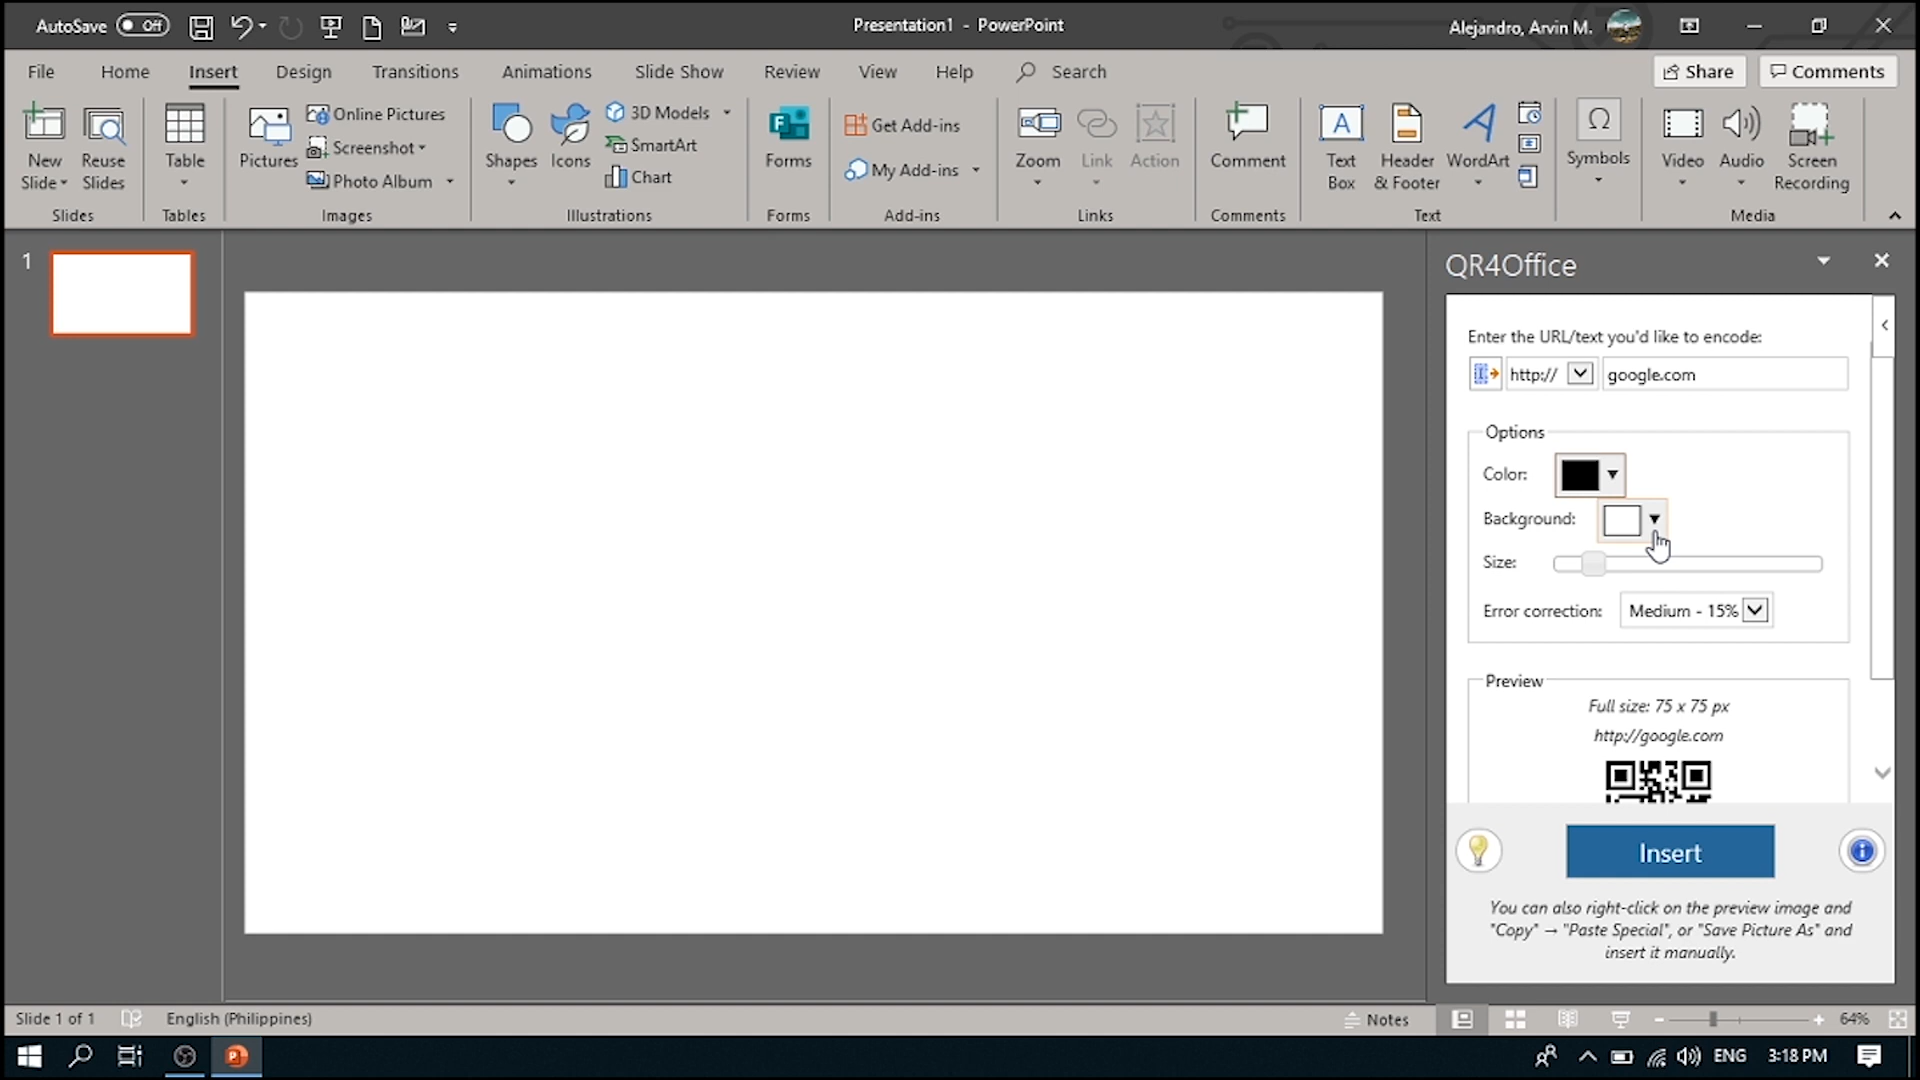 AutoSave Off
Presentation1 - PowerPoint
Alejandro, Arvin M.
File Home Insert Design Transitions Animations Slide Show Review View Help Search Share Comments
New Slide
Reuse Slides
Slides
Table
Tables
Pictures
Online Pictures
Screenshot
Photo Album
Images
Shapes
Icons
3D Models
SmartArt
Chart
Illustrations
Forms
Forms
Get Add-ins
My Add-ins
Add-ins
Zoom
Link
Action
Links
Comment
Comments
Text Box
Header & Footer
WordArt
Text
Symbols
Video
Audio
Screen Recording
Media
1
QR4Office
Enter the URL/text you'd like to encode:
http:// google.com
Options
Color:
Background:
Size:
Error correction: Medium - 15%
Preview
Full size: 75 x 75 px
http://google.com
Insert
You can also right-click on the preview image and
"Copy" → "Paste Special", or "Save Picture As" and
insert it manually.
Slide 1 of 1 English (Philippines) Notes 64%
ENG 3:18 PM